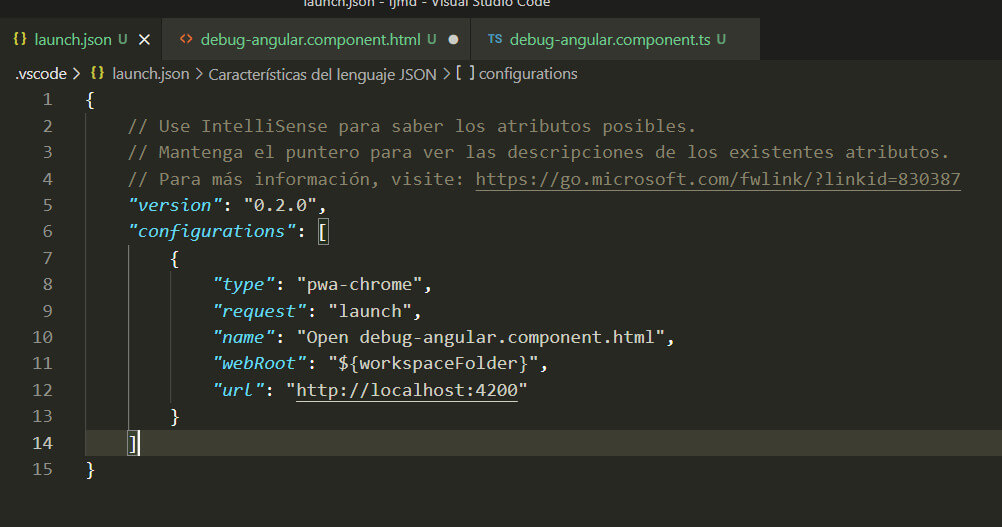 launch.json - ijmd - Visual Studio Code
{} launch.json U × <> debug-angular.component.html U ● TS debug-angular.component.ts U
.vscode > {} launch.json > Características del lenguaje JSON > [ ] configurations
1 {
2 // Use IntelliSense para saber los atributos posibles.
3 // Mantenga el puntero para ver las descripciones de los existentes atributos.
4 // Para más información, visite: https://go.microsoft.com/fwlink/?linkid=830387
5 "version": "0.2.0",
6 "configurations": [
7 {
8 "type": "pwa-chrome",
9 "request": "launch",
10 "name": "Open debug-angular.component.html",
11 "webRoot": "${workspaceFolder}",
12 "url": "http://localhost:4200"
13 }
14 ]
15 }